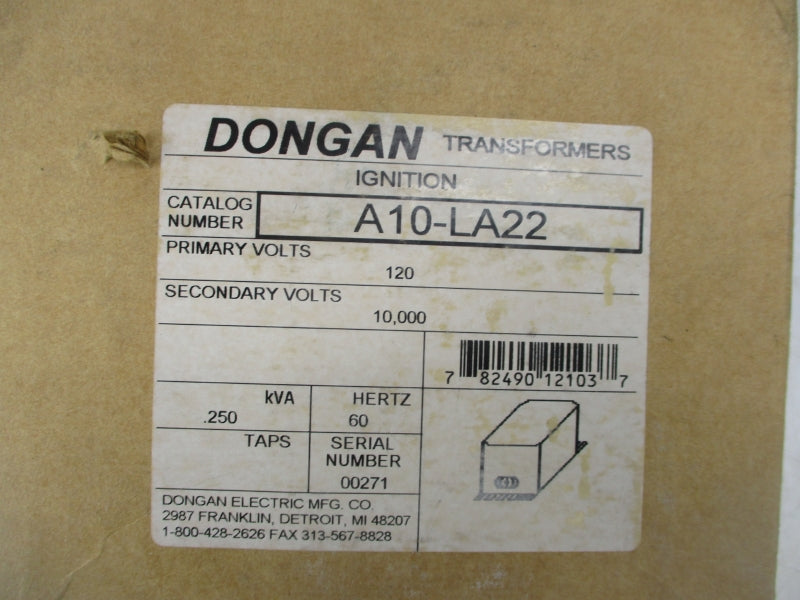 DONGAN TRANSFORMERS
IGNITION
CATALOG NUMBER
A10-LA22
PRIMARY VOLTS
120
SECONDARY VOLTS
10,000
7 82490 12103 7
kVA
.250
HERTZ
60
TAPS
SERIAL
NUMBER
00271
DONGAN ELECTRIC MFG. CO.
2987 FRANKLIN, DETROIT, MI 48207
1-800-428-2626 FAX 313-567-8828